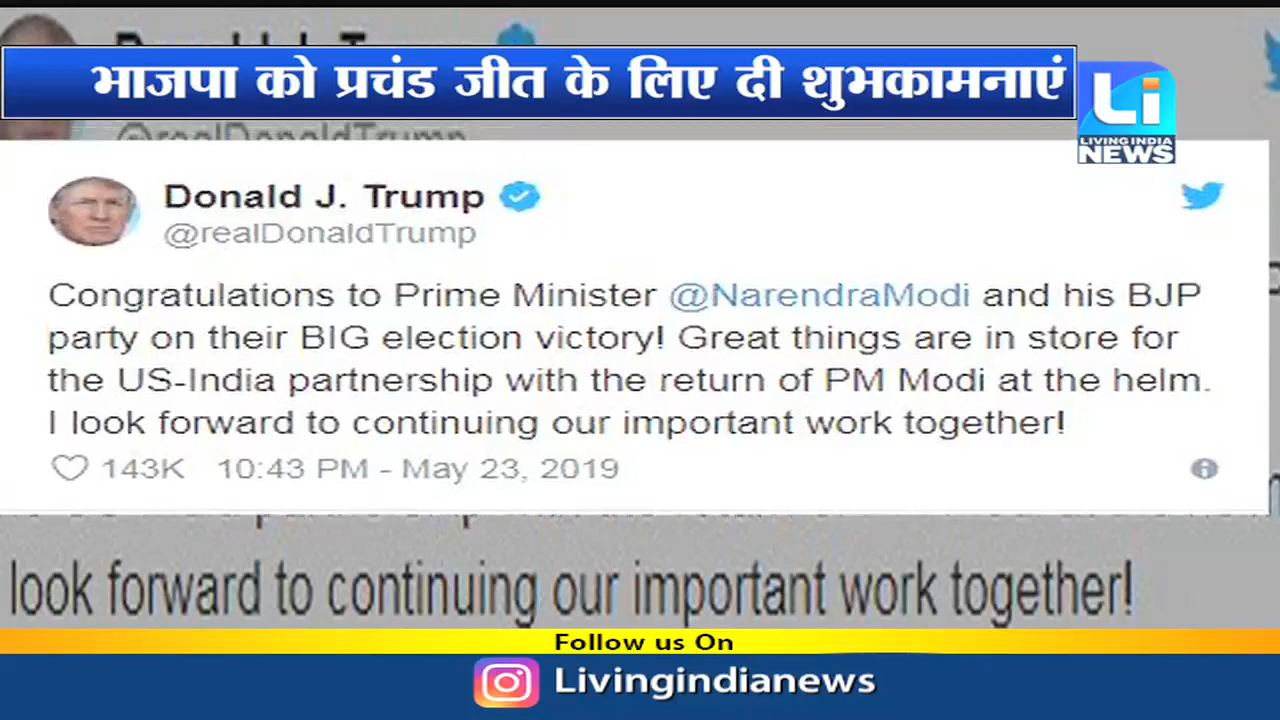 भाजपा को प्रचंड जीत के लिए दी शुभकामनाएं
Li
LIVING INDIA
NEWS
@realDonaldTrump
Donald J. Trump
@realDonaldTrump
Congratulations to Prime Minister @NarendraModi and his BJP
party on their BIG election victory! Great things are in store for
the US-India partnership with the return of PM Modi at the helm.
I look forward to continuing our important work together!
143K 10:43 PM - May 23, 2019
look forward to continuing our important work together!
Follow us On
Livingindianews